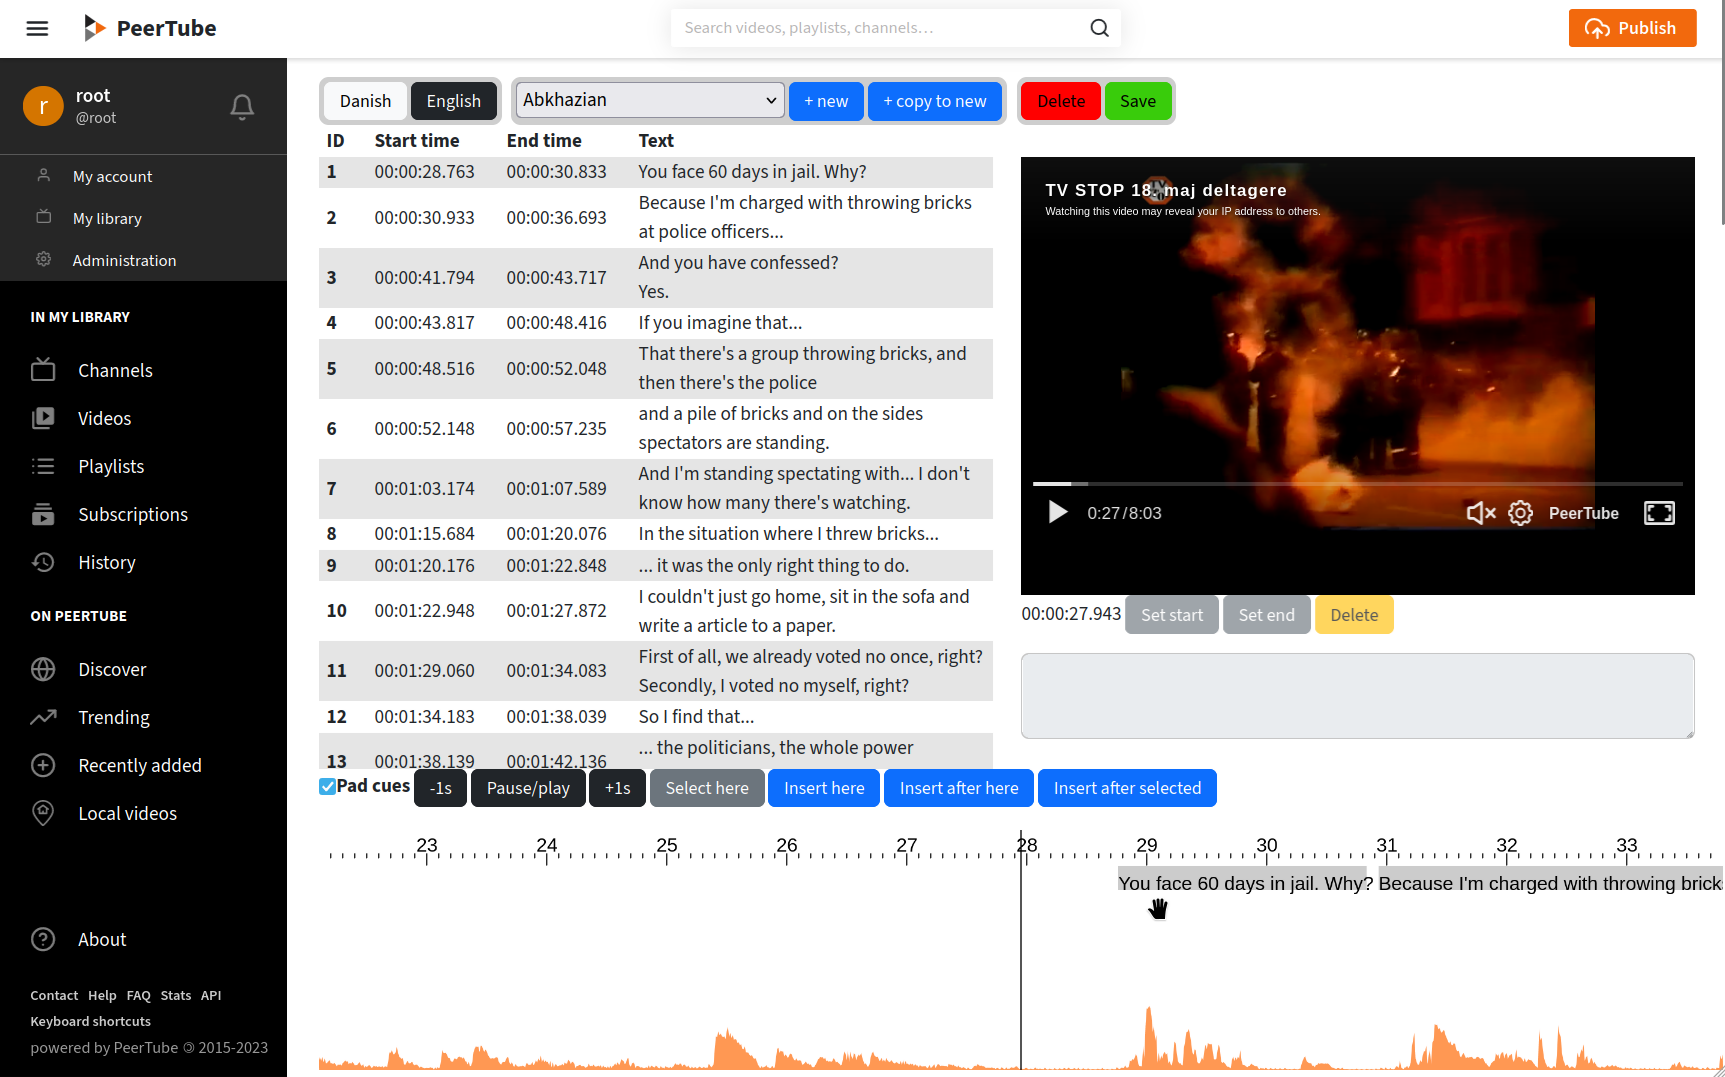 PeerTube
Search videos, playlists, channels…
Publish
r
root
@root
My account
My library
Administration
IN MY LIBRARY
Channels
Videos
Playlists
Subscriptions
History
ON PEERTUBE
Discover
Trending
Recently added
Local videos
About
Contact Help FAQ Stats API
Keyboard shortcuts
powered by PeerTube © 2015-2023
Danish English Abkhazian + new + copy to new Delete Save
ID Start time End time Text
1 00:00:28.763 00:00:30.833 You face 60 days in jail. Why?
2 00:00:30.933 00:00:36.693 Because I'm charged with throwing bricks
at police officers...
3 00:00:41.794 00:00:43.717 And you have confessed?
Yes.
4 00:00:43.817 00:00:48.416 If you imagine that...
5 00:00:48.516 00:00:52.048 That there's a group throwing bricks, and
then there's the police
6 00:00:52.148 00:00:57.235 and a pile of bricks and on the sides
spectators are standing.
7 00:01:03.174 00:01:07.589 And I'm standing spectating with... I don't
know how many there's watching.
8 00:01:15.684 00:01:20.076 In the situation where I threw bricks...
9 00:01:20.176 00:01:22.848 ... it was the only right thing to do.
10 00:01:22.948 00:01:27.872 I couldn't just go home, sit in the sofa and
write a article to a paper.
11 00:01:29.060 00:01:34.083 First of all, we already voted no once, right?
Secondly, I voted no myself, right?
12 00:01:34.183 00:01:38.039 So I find that...
13 00:01:38.139 00:01:42.136 ... the politicians, the whole power
TV STOP 18. maj deltagere
Watching this video may reveal your IP address to others.
0:27/8:03
PeerTube
00:00:27.943 Set start Set end Delete
Pad cues -1s Pause/play +1s Select here Insert here Insert after here Insert after selected
23 24 25 26 27 28 29 30 31 32 33
You face 60 days in jail. Why? Because I'm charged with throwing brick